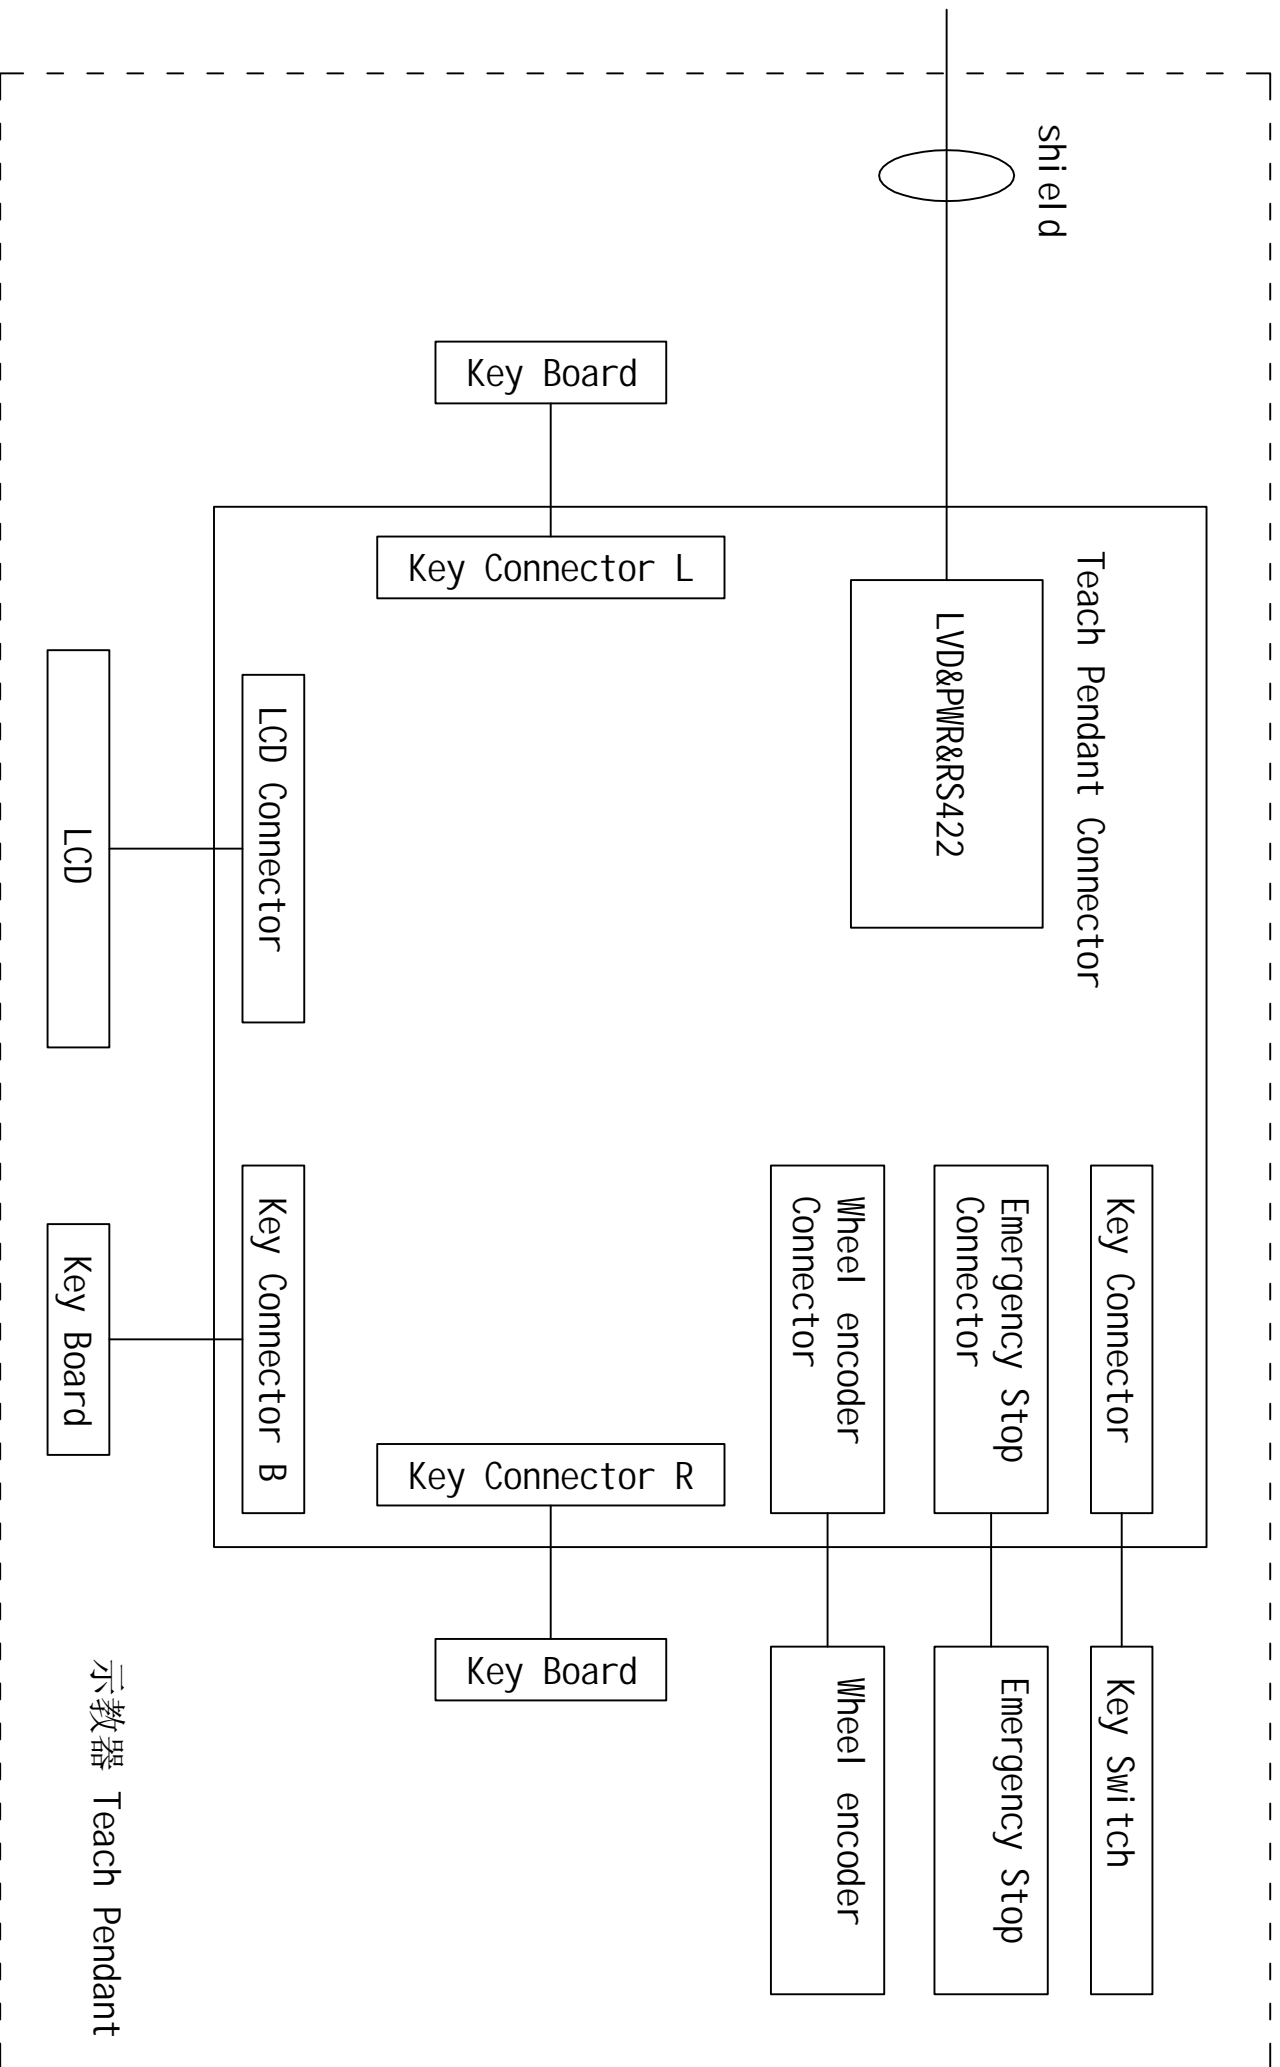 shield
Teach Pendant Connector
LVD&PWR&RS422
Key Board
Key Connector L
LCD Connector
LCD
Key Connector
Key Switch
Emergency Stop
Connector
Emergency Stop
Wheel encoder
Connector
Wheel encoder
Key Connector R
Key Board
Key Connector B
Key Board
示教器 Teach Pendant